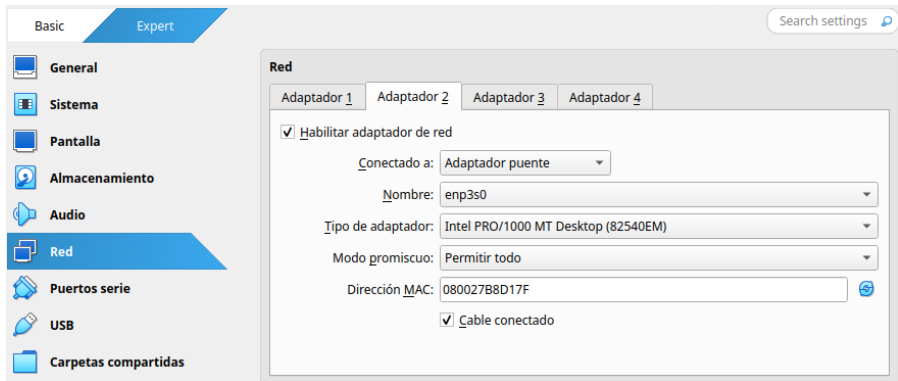 Basic Expert Search settings
General
Sistema
Pantalla
Almacenamiento
Audio
Red
Puertos serie
USB
Carpetas compartidas
Red
Adaptador 1 Adaptador 2 Adaptador 3 Adaptador 4
Habilitar adaptador de red
Conectado a: Adaptador puente
Nombre: enp3s0
Tipo de adaptador: Intel PRO/1000 MT Desktop (82540EM)
Modo promiscuo: Permitir todo
Dirección MAC: 080027B8D17F
Cable conectado